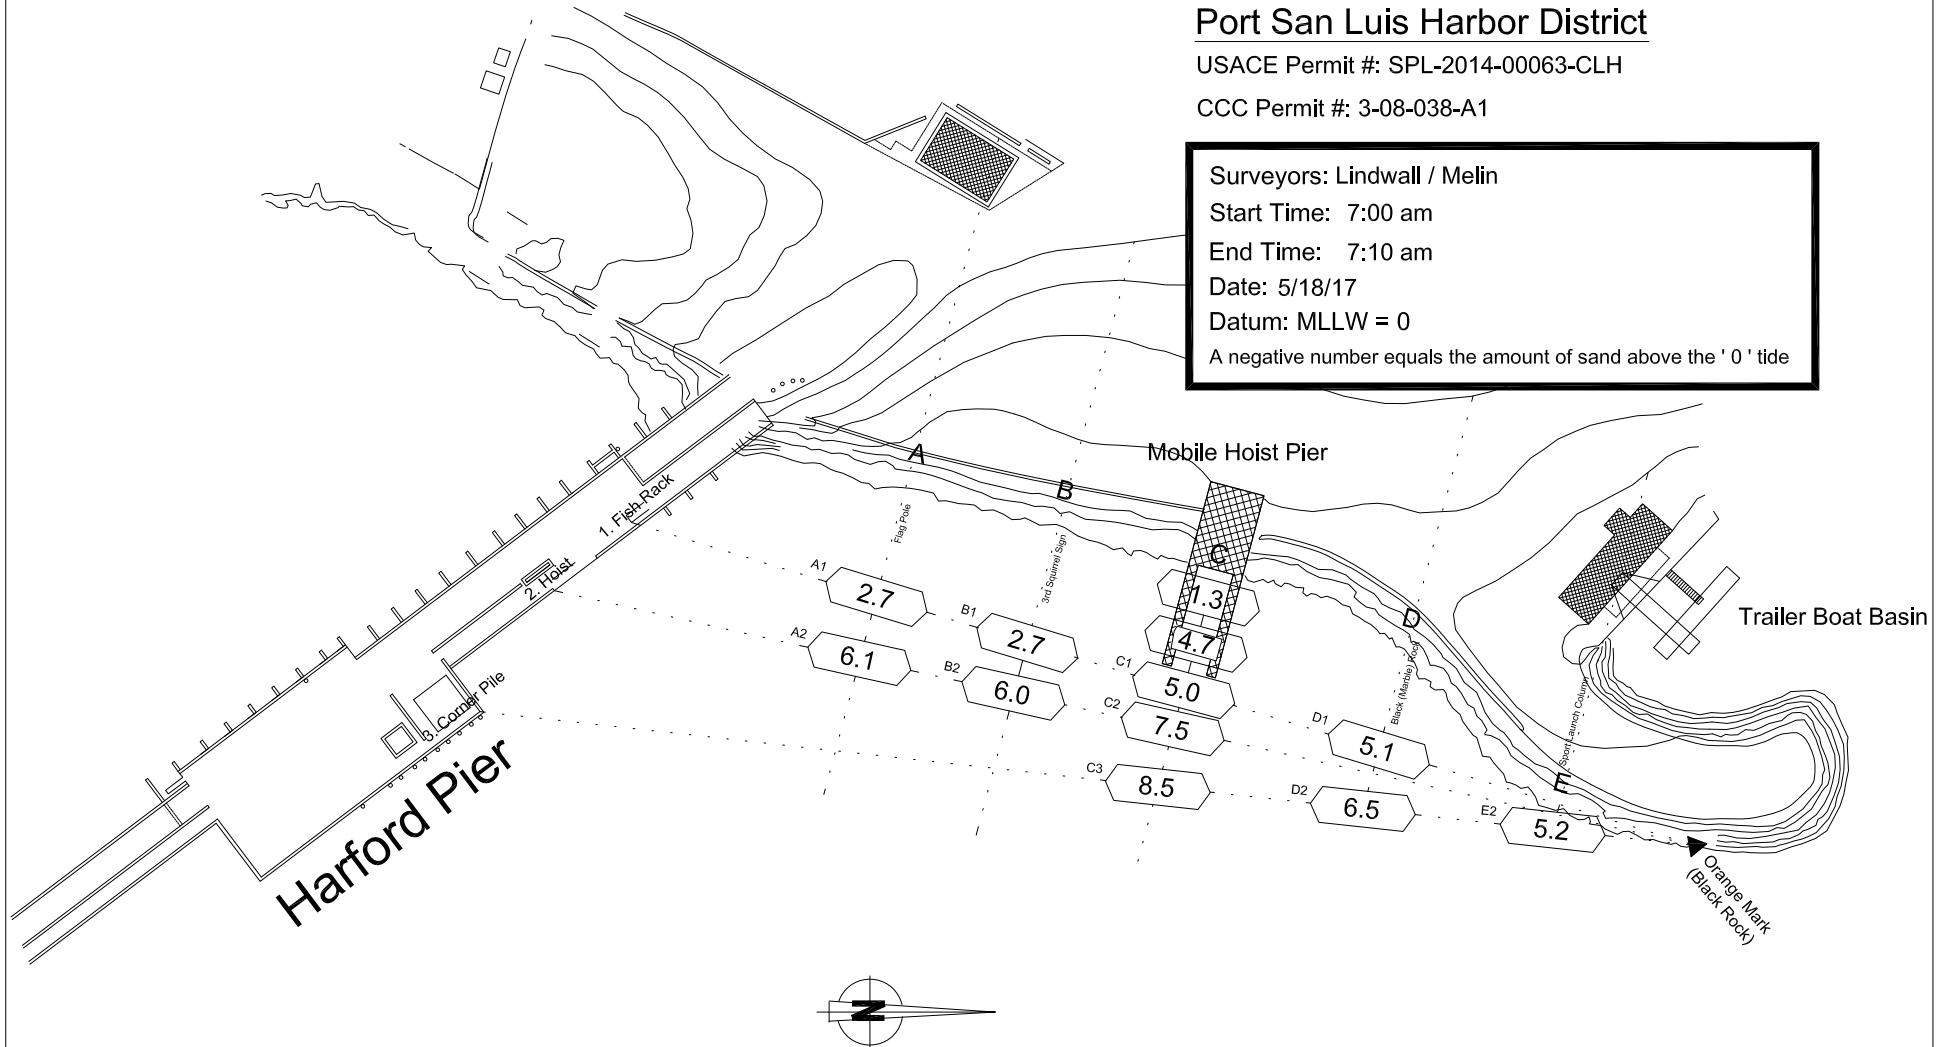 Port San Luis Harbor District
USACE Permit #: SPL-2014-00063-CLH
CCC Permit #: 3-08-038-A1
Surveyors: Lindwall / Melin
Start Time: 7:00 am
End Time: 7:10 am
Date: 5/18/17
Datum: MLLW = 0
A negative number equals the amount of sand above the ' 0 ' tide
Mobile Hoist Pier
A
B
C
D
E
Flag Pole
3rd Squirrel Sign
Black (Marble) Rock
Sport Launch Column
Trailer Boat Basin
1. Fish Rack
2. Hoist
3. Corner Pile
Harford Pier
A1
2.7
A2
6.1
B1
2.7
B2
6.0
1.3
4.7
C1
5.0
C2
7.5
C3
8.5
D1
5.1
D2
6.5
E2
5.2
Orange Mark
(Black Rock)
N